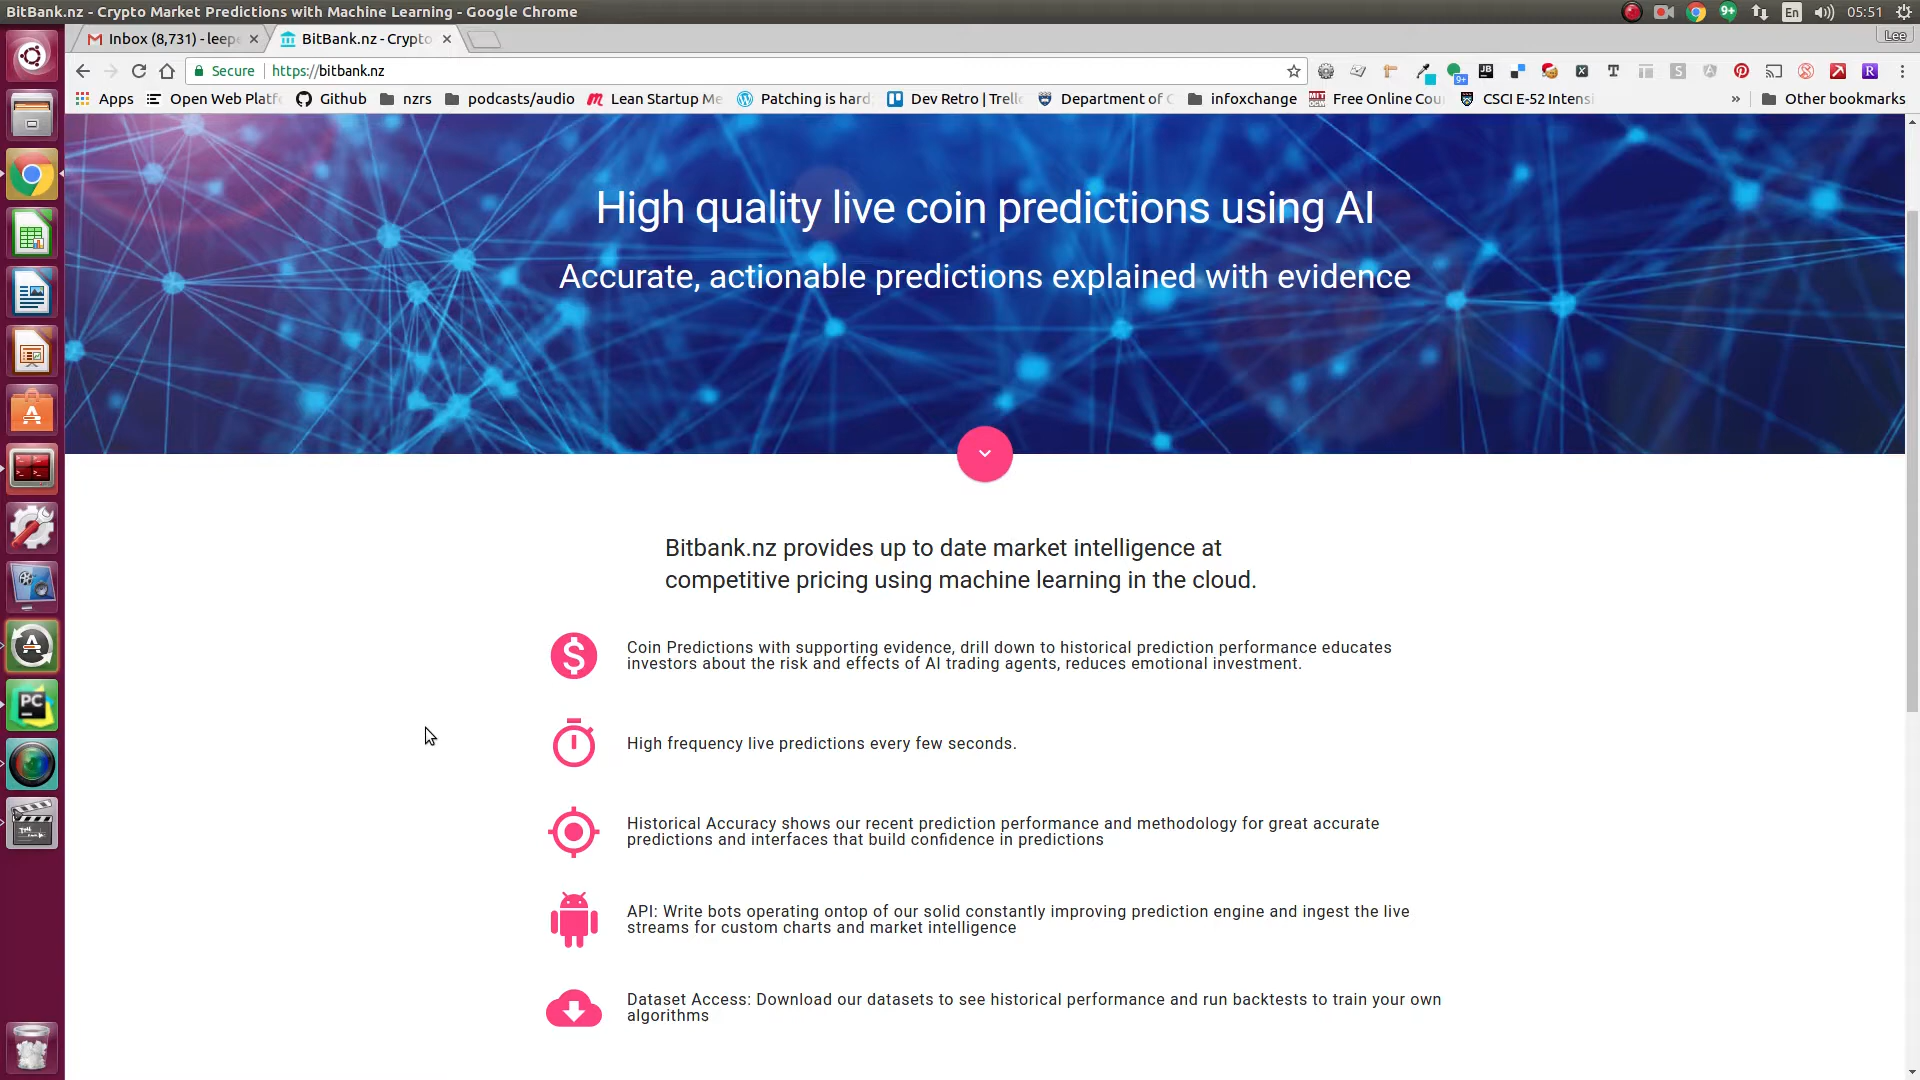 BitBank.nz - Crypto Market Predictions with Machine Learning - Google Chrome
9+
En
05:51
Inbox (8,731) - leepe
BitBank.nz - Crypto
Lee
Secure
https://bitbank.nz
9+
JB
X
T
S
R
Apps
Open Web Platf
Github
nzrs
podcasts/audio
Lean Startup Me
Patching is hard
Dev Retro | Trell
Department of
infoxchange
Free Online Cou
CSCI E-52 Intensi
»
Other bookmarks
High quality live coin predictions using AI
Accurate, actionable predictions explained with evidence
Bitbank.nz provides up to date market intelligence at
competitive pricing using machine learning in the cloud.
Coin Predictions with supporting evidence, drill down to historical prediction performance educates
investors about the risk and effects of AI trading agents, reduces emotional investment.
High frequency live predictions every few seconds.
Historical Accuracy shows our recent prediction performance and methodology for great accurate
predictions and interfaces that build confidence in predictions
API: Write bots operating ontop of our solid constantly improving prediction engine and ingest the live
streams for custom charts and market intelligence
Dataset Access: Download our datasets to see historical performance and run backtests to train your own
algorithms
PC